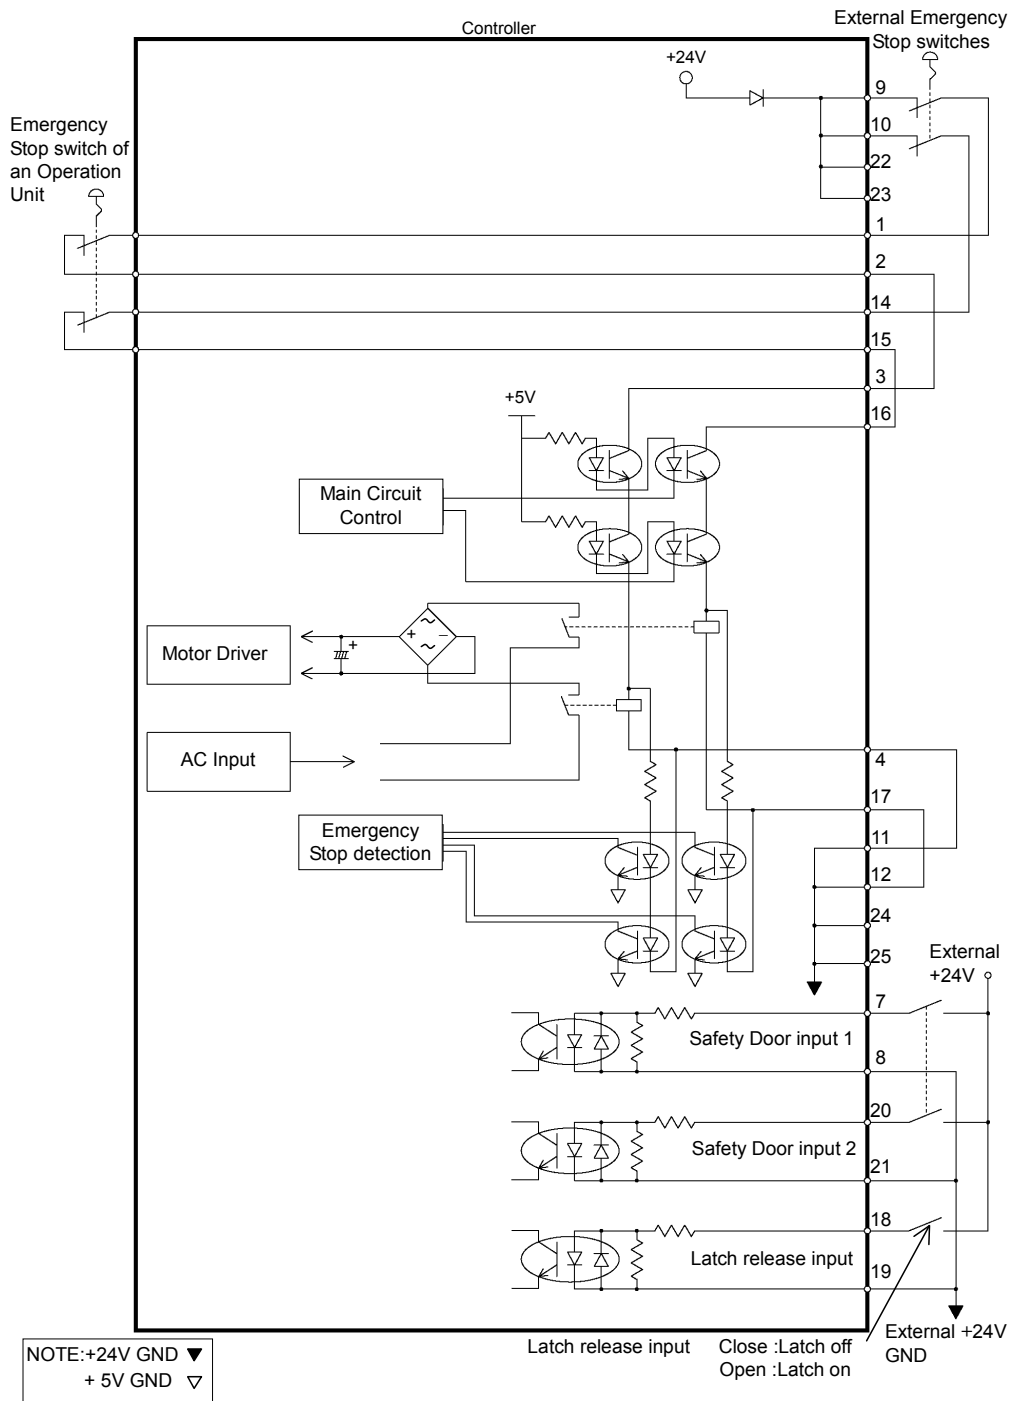 Controller
External Emergency
Stop switches
+24V
9
10
22
23
Emergency
Stop switch of
an Operation
Unit
1
2
14
15
3
16
+5V
Main Circuit
Control
Motor Driver
+
−
+
AC Input
4
17
11
12
24
25
Emergency
Stop detection
External
+24V
7
Safety Door input 1
8
20
Safety Door input 2
21
18
Latch release input
19
External +24V
GND
Latch release input
Close :Latch off
Open :Latch on
NOTE:+24V GND ▼
+ 5V GND ▽